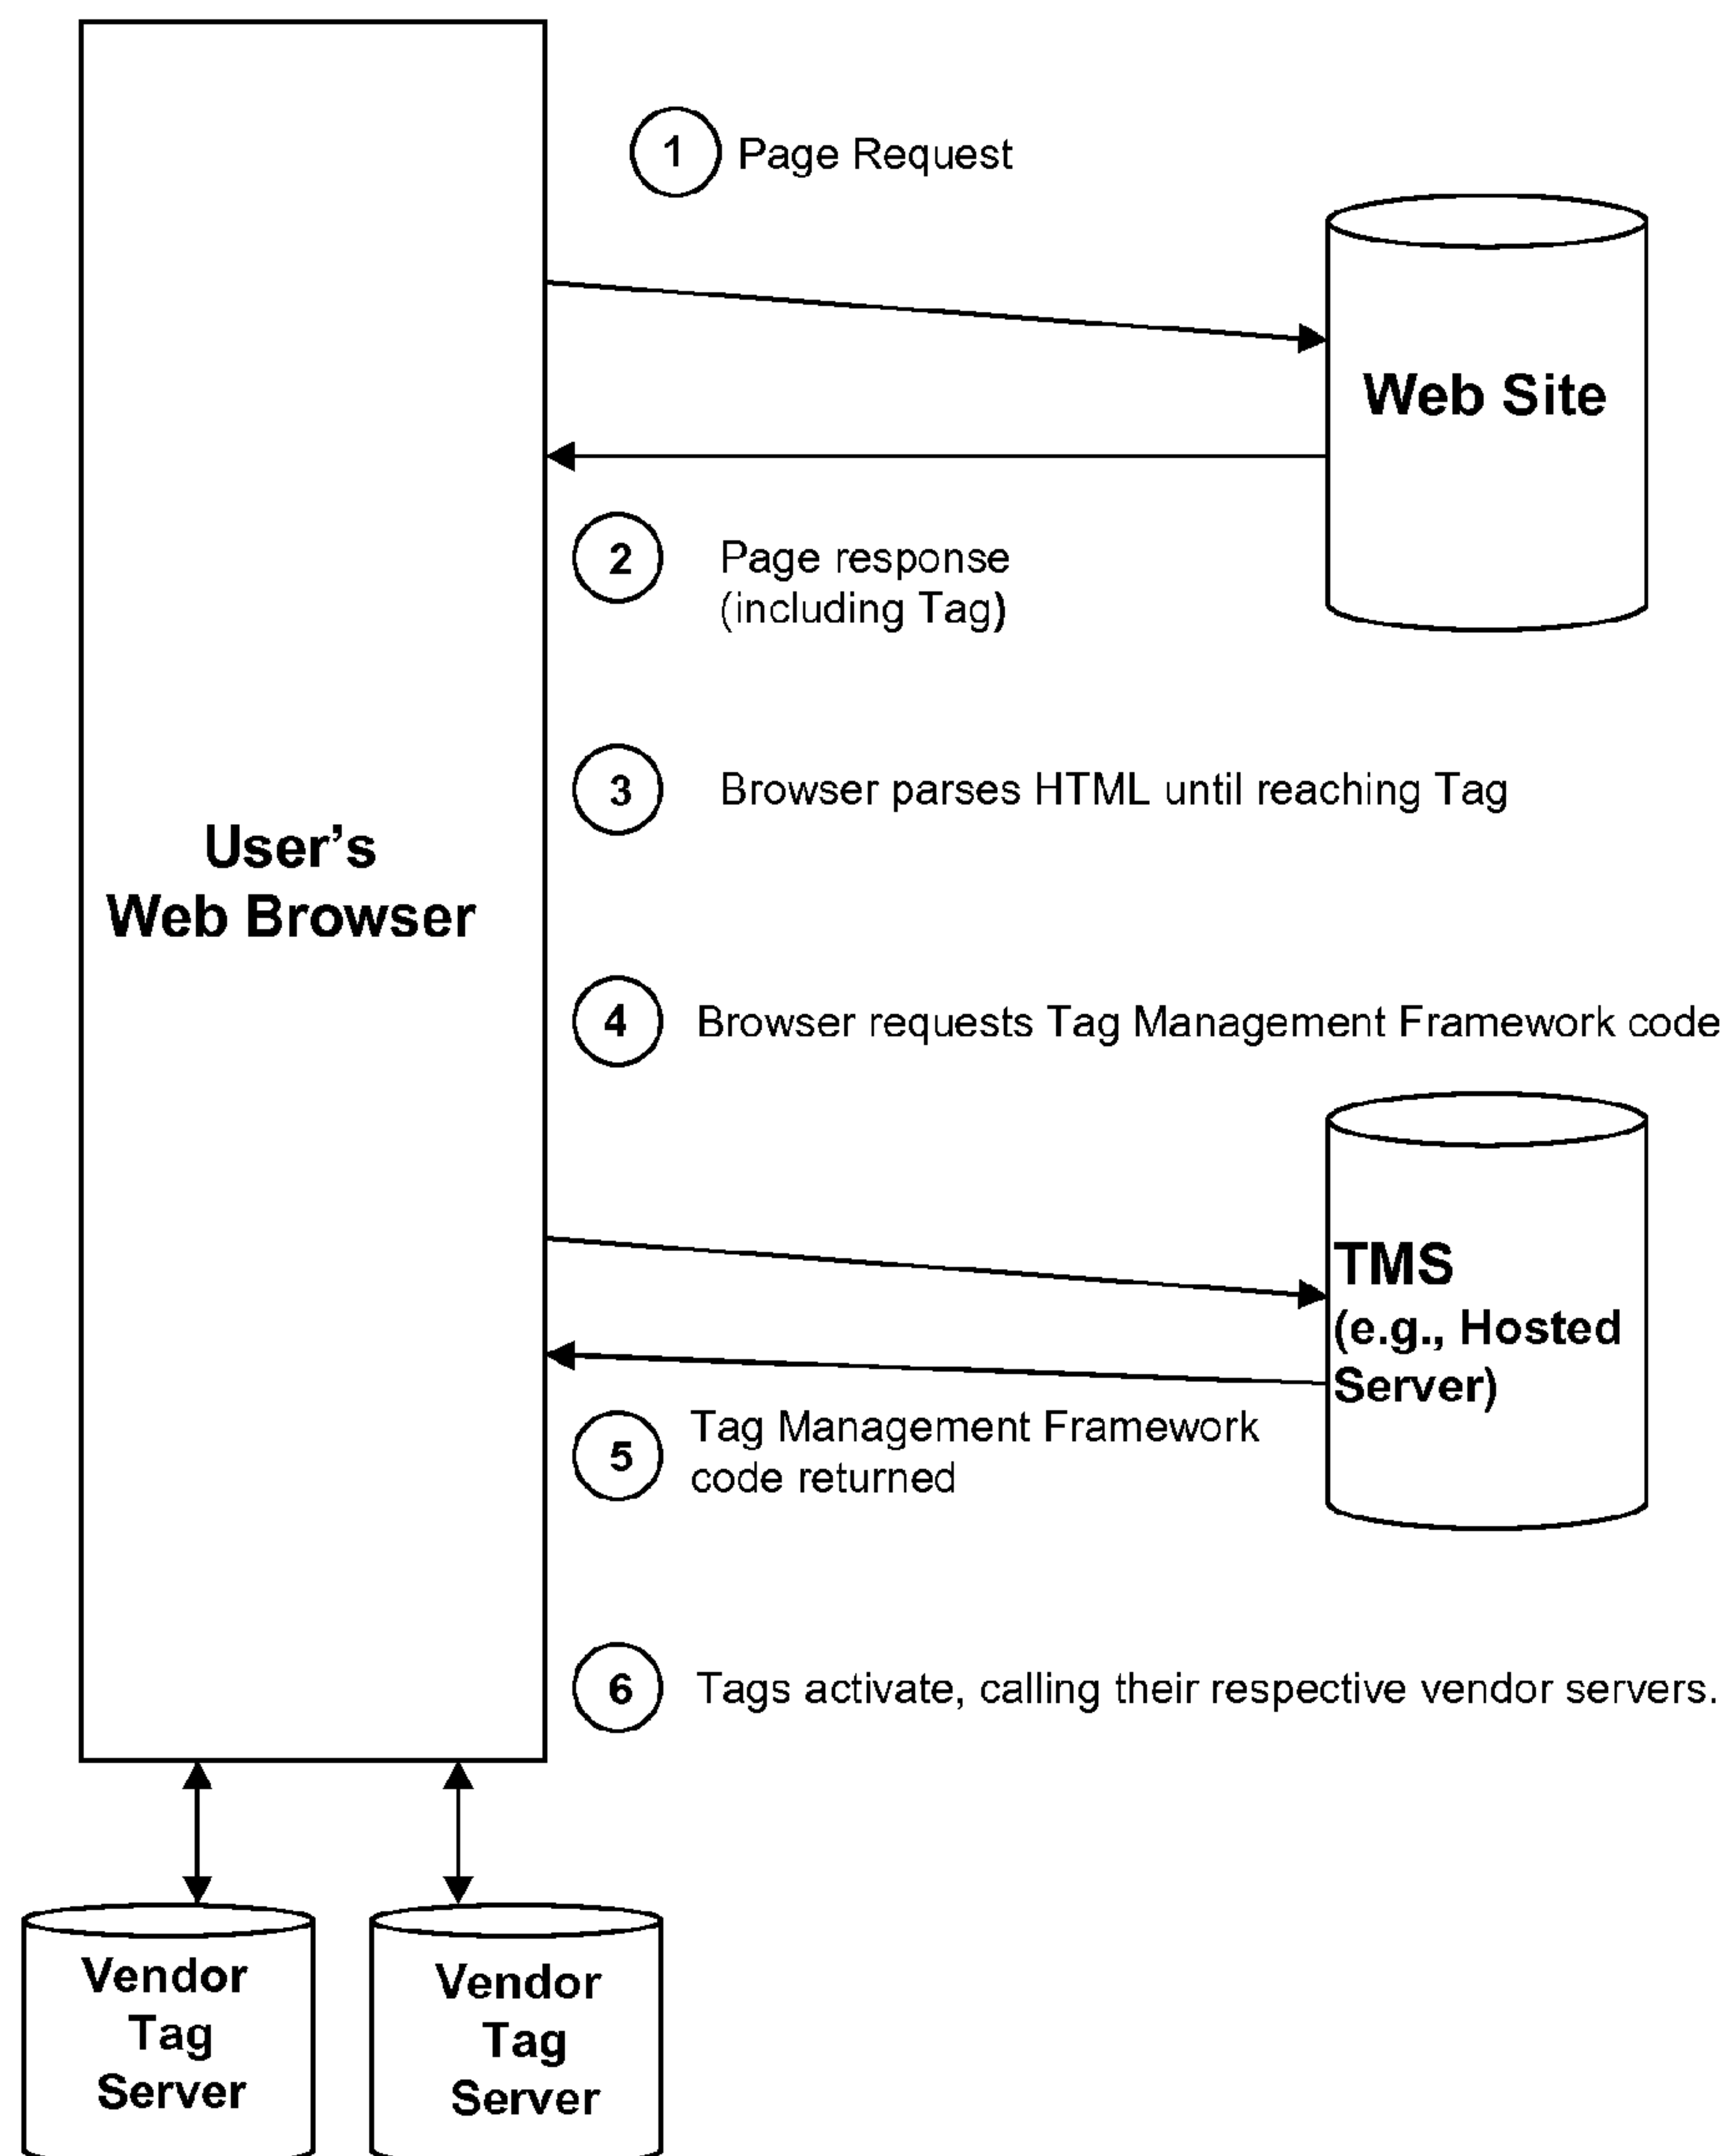 1 Page Request
Web Site
2 Page response
(including Tag)
3 Browser parses HTML until reaching Tag
User’s
Web Browser
4 Browser requests Tag Management Framework code
TMS
(e.g., Hosted
Server)
5 Tag Management Framework
code returned
6 Tags activate, calling their respective vendor servers.
Vendor
Tag
Server
Vendor
Tag
Server